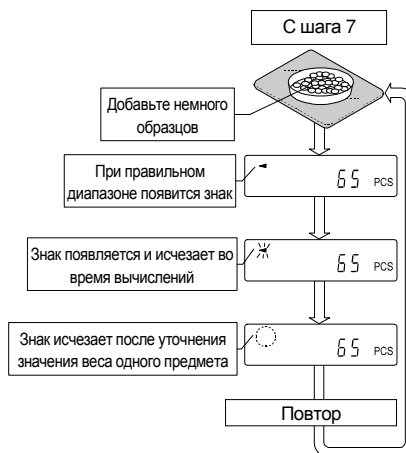 С шага 7
Добавьте немного
образцов
При правильном
диапазоне появится знак
65 PCS
Знак появляется и исчезает во
время вычислений
65 PCS
Знак исчезает после уточнения
значения веса одного предмета
65 PCS
Повтор